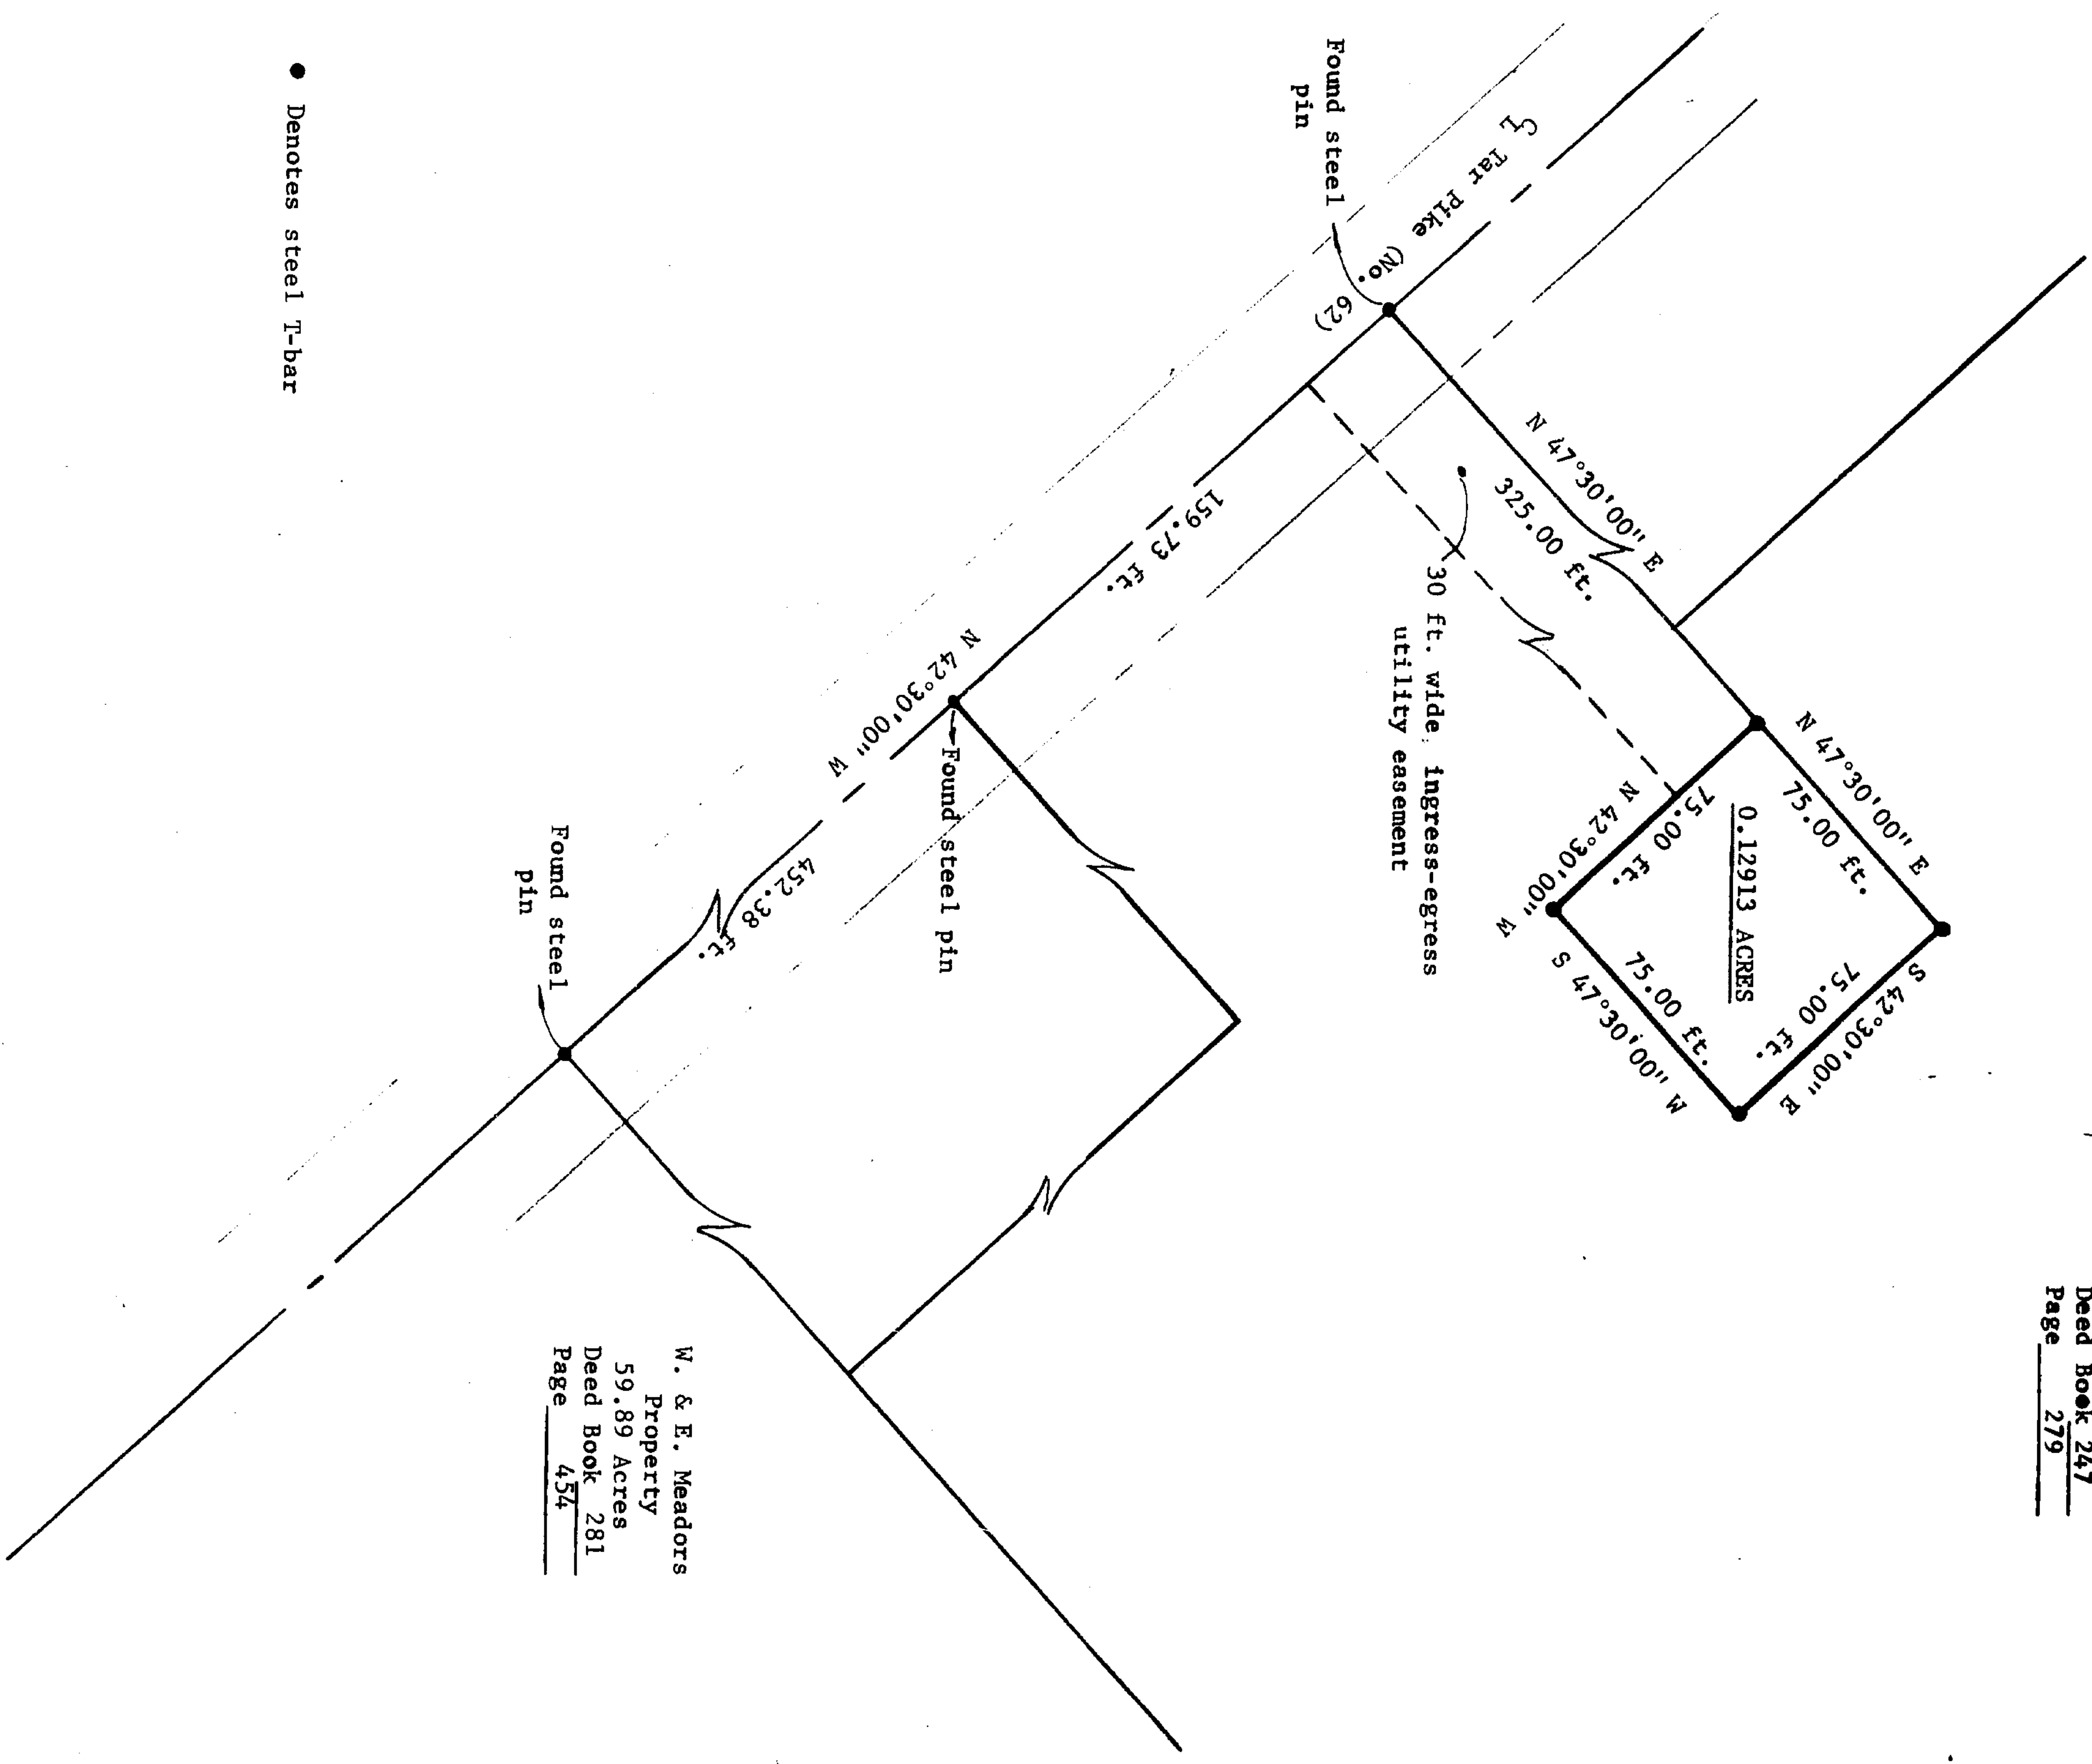 Deed Book 247
Page 279
N 47°30'00" E
75.00 ft.
S 42°30'00" E
75.00 ft.
0.12913 ACRES
75.00 ft.
N 42°30'00" W
75.00 ft.
S 47°30'00" W
N 47°30'00" E
325.00 ft.
30 ft. wide ingress-egress
utility easement
Found steel
pin
CL Tar Pike (No. 62)
159.73 ft.
N 42°30'00" W
Found steel pin
452.38 ft.
Found steel
pin
W. & E. Meadors
Property
59.89 Acres
Deed Book 281
Page 454
● Denotes steel T-bar